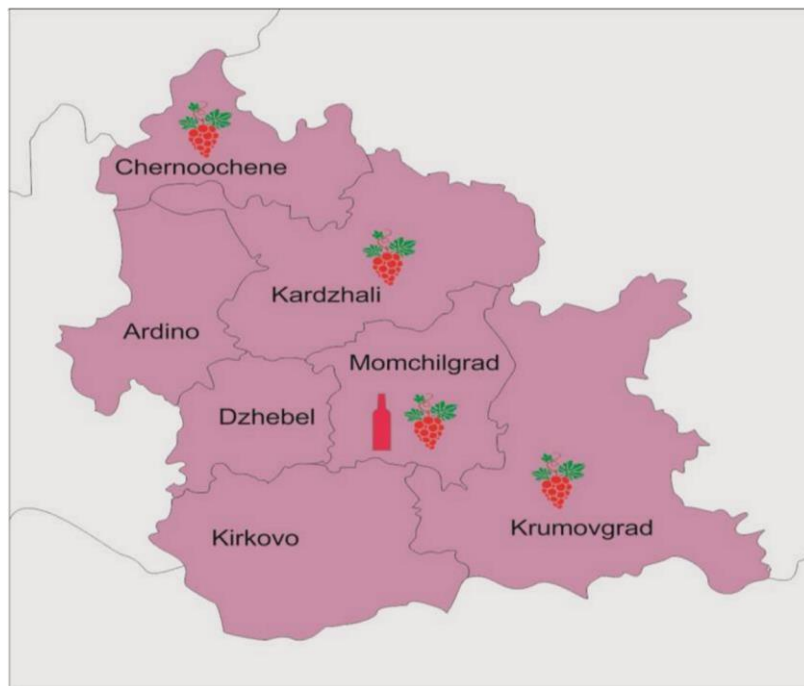 Chernoochene
Kardzhali
Ardino
Momchilgrad
Dzhebel
Krumovgrad
Kirkovo